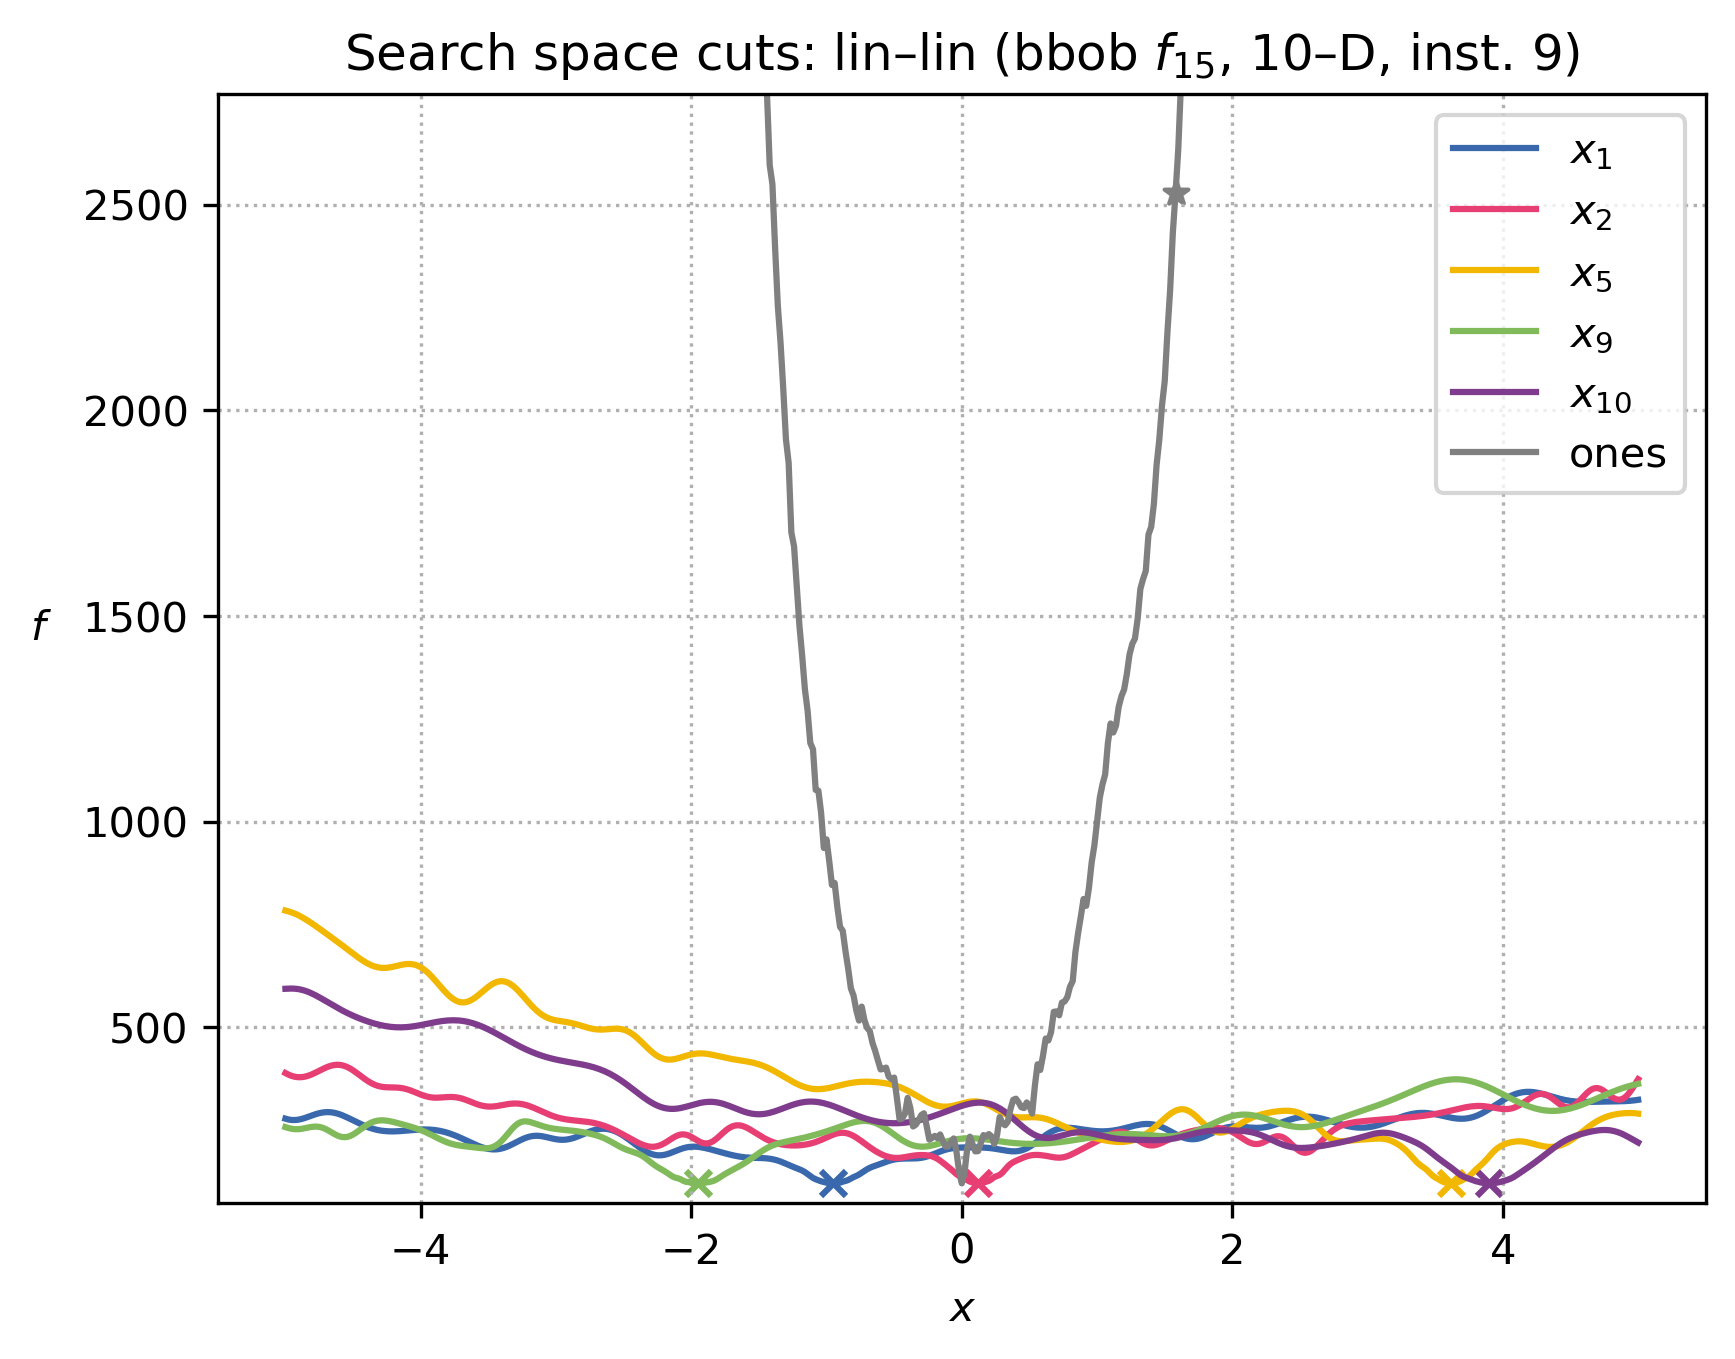 Search space cuts: lin–lin (bbob f₁₅, 10–D, inst. 9)
x₁
x₂
x₅
x₉
x₁₀
ones
f
2500
2000
1500
1000
500
−4
−2
0
2
4
x